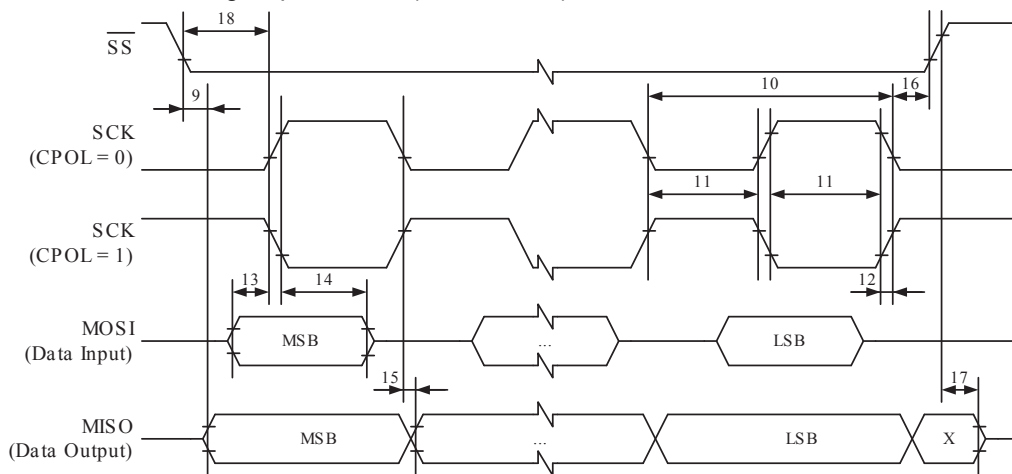 18
SS
9
10
16
SCK
(CPOL = 0)
11
11
SCK
(CPOL = 1)
13
14
12
MOSI
(Data Input)
MSB
...
LSB
15
17
MISO
(Data Output)
MSB
...
LSB
X